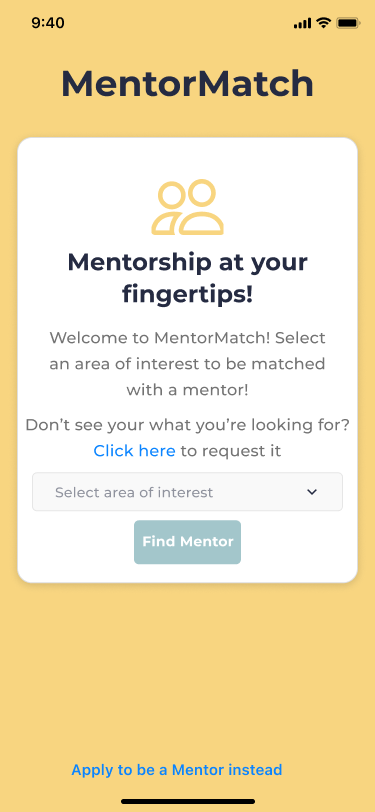 9:40
MentorMatch
Mentorship at your
fingertips!
Welcome to MentorMatch! Select
an area of interest to be matched
with a mentor!
Don’t see your what you’re looking for?
Click here to request it
Select area of interest
Find Mentor
Apply to be a Mentor instead